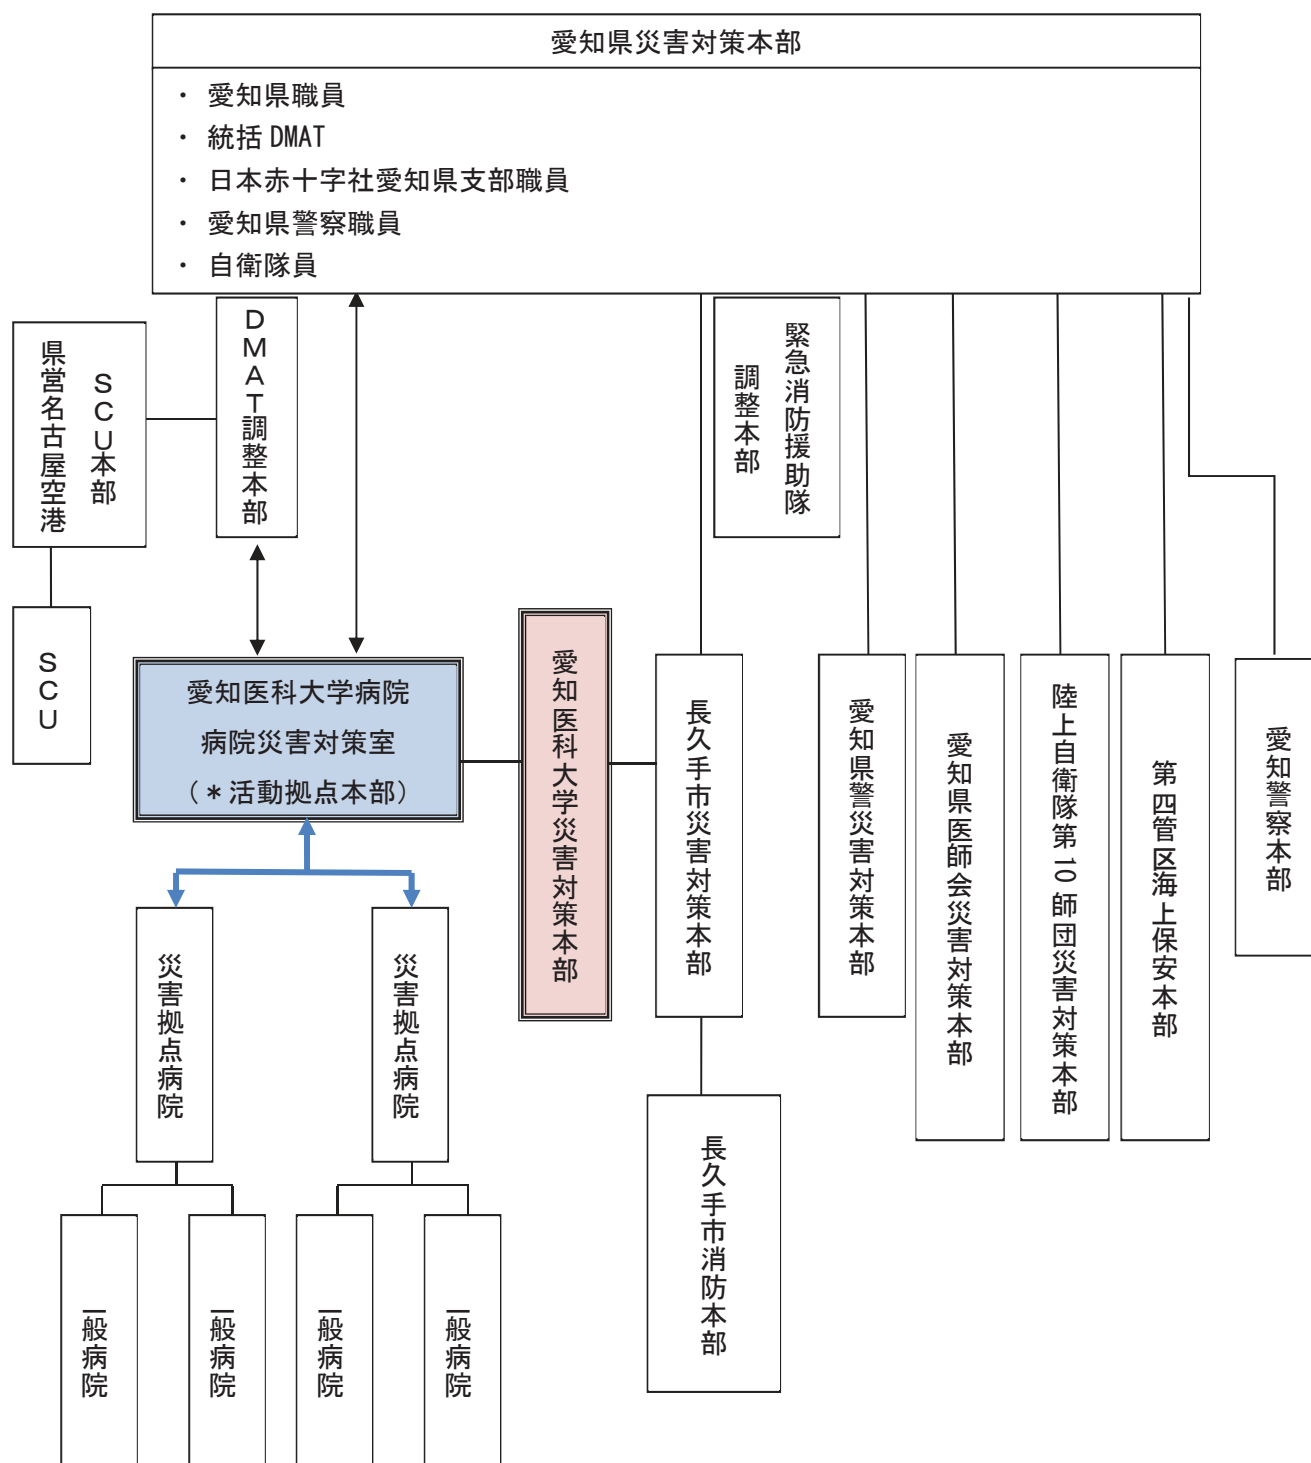 愛知県災害対策本部
・ 愛知県職員
・ 統括 DMAT
・ 日本赤十字社愛知県支部職員
・ 愛知県警察職員
・ 自衛隊員
県営名古屋空港
ＳＣＵ本部
ＤＭＡＴ調整本部
緊急消防援助隊
調整本部
ＳＣＵ
愛知医科大学病院
病院災害対策室
（＊活動拠点本部）
愛知医科大学災害対策本部
長久手市災害対策本部
愛知県警災害対策本部
愛知県医師会災害対策本部
陸上自衛隊第 10 師団災害対策本部
第四管区海上保安本部
愛知警察本部
災害拠点病院
災害拠点病院
長久手市消防本部
一般病院
一般病院
一般病院
一般病院